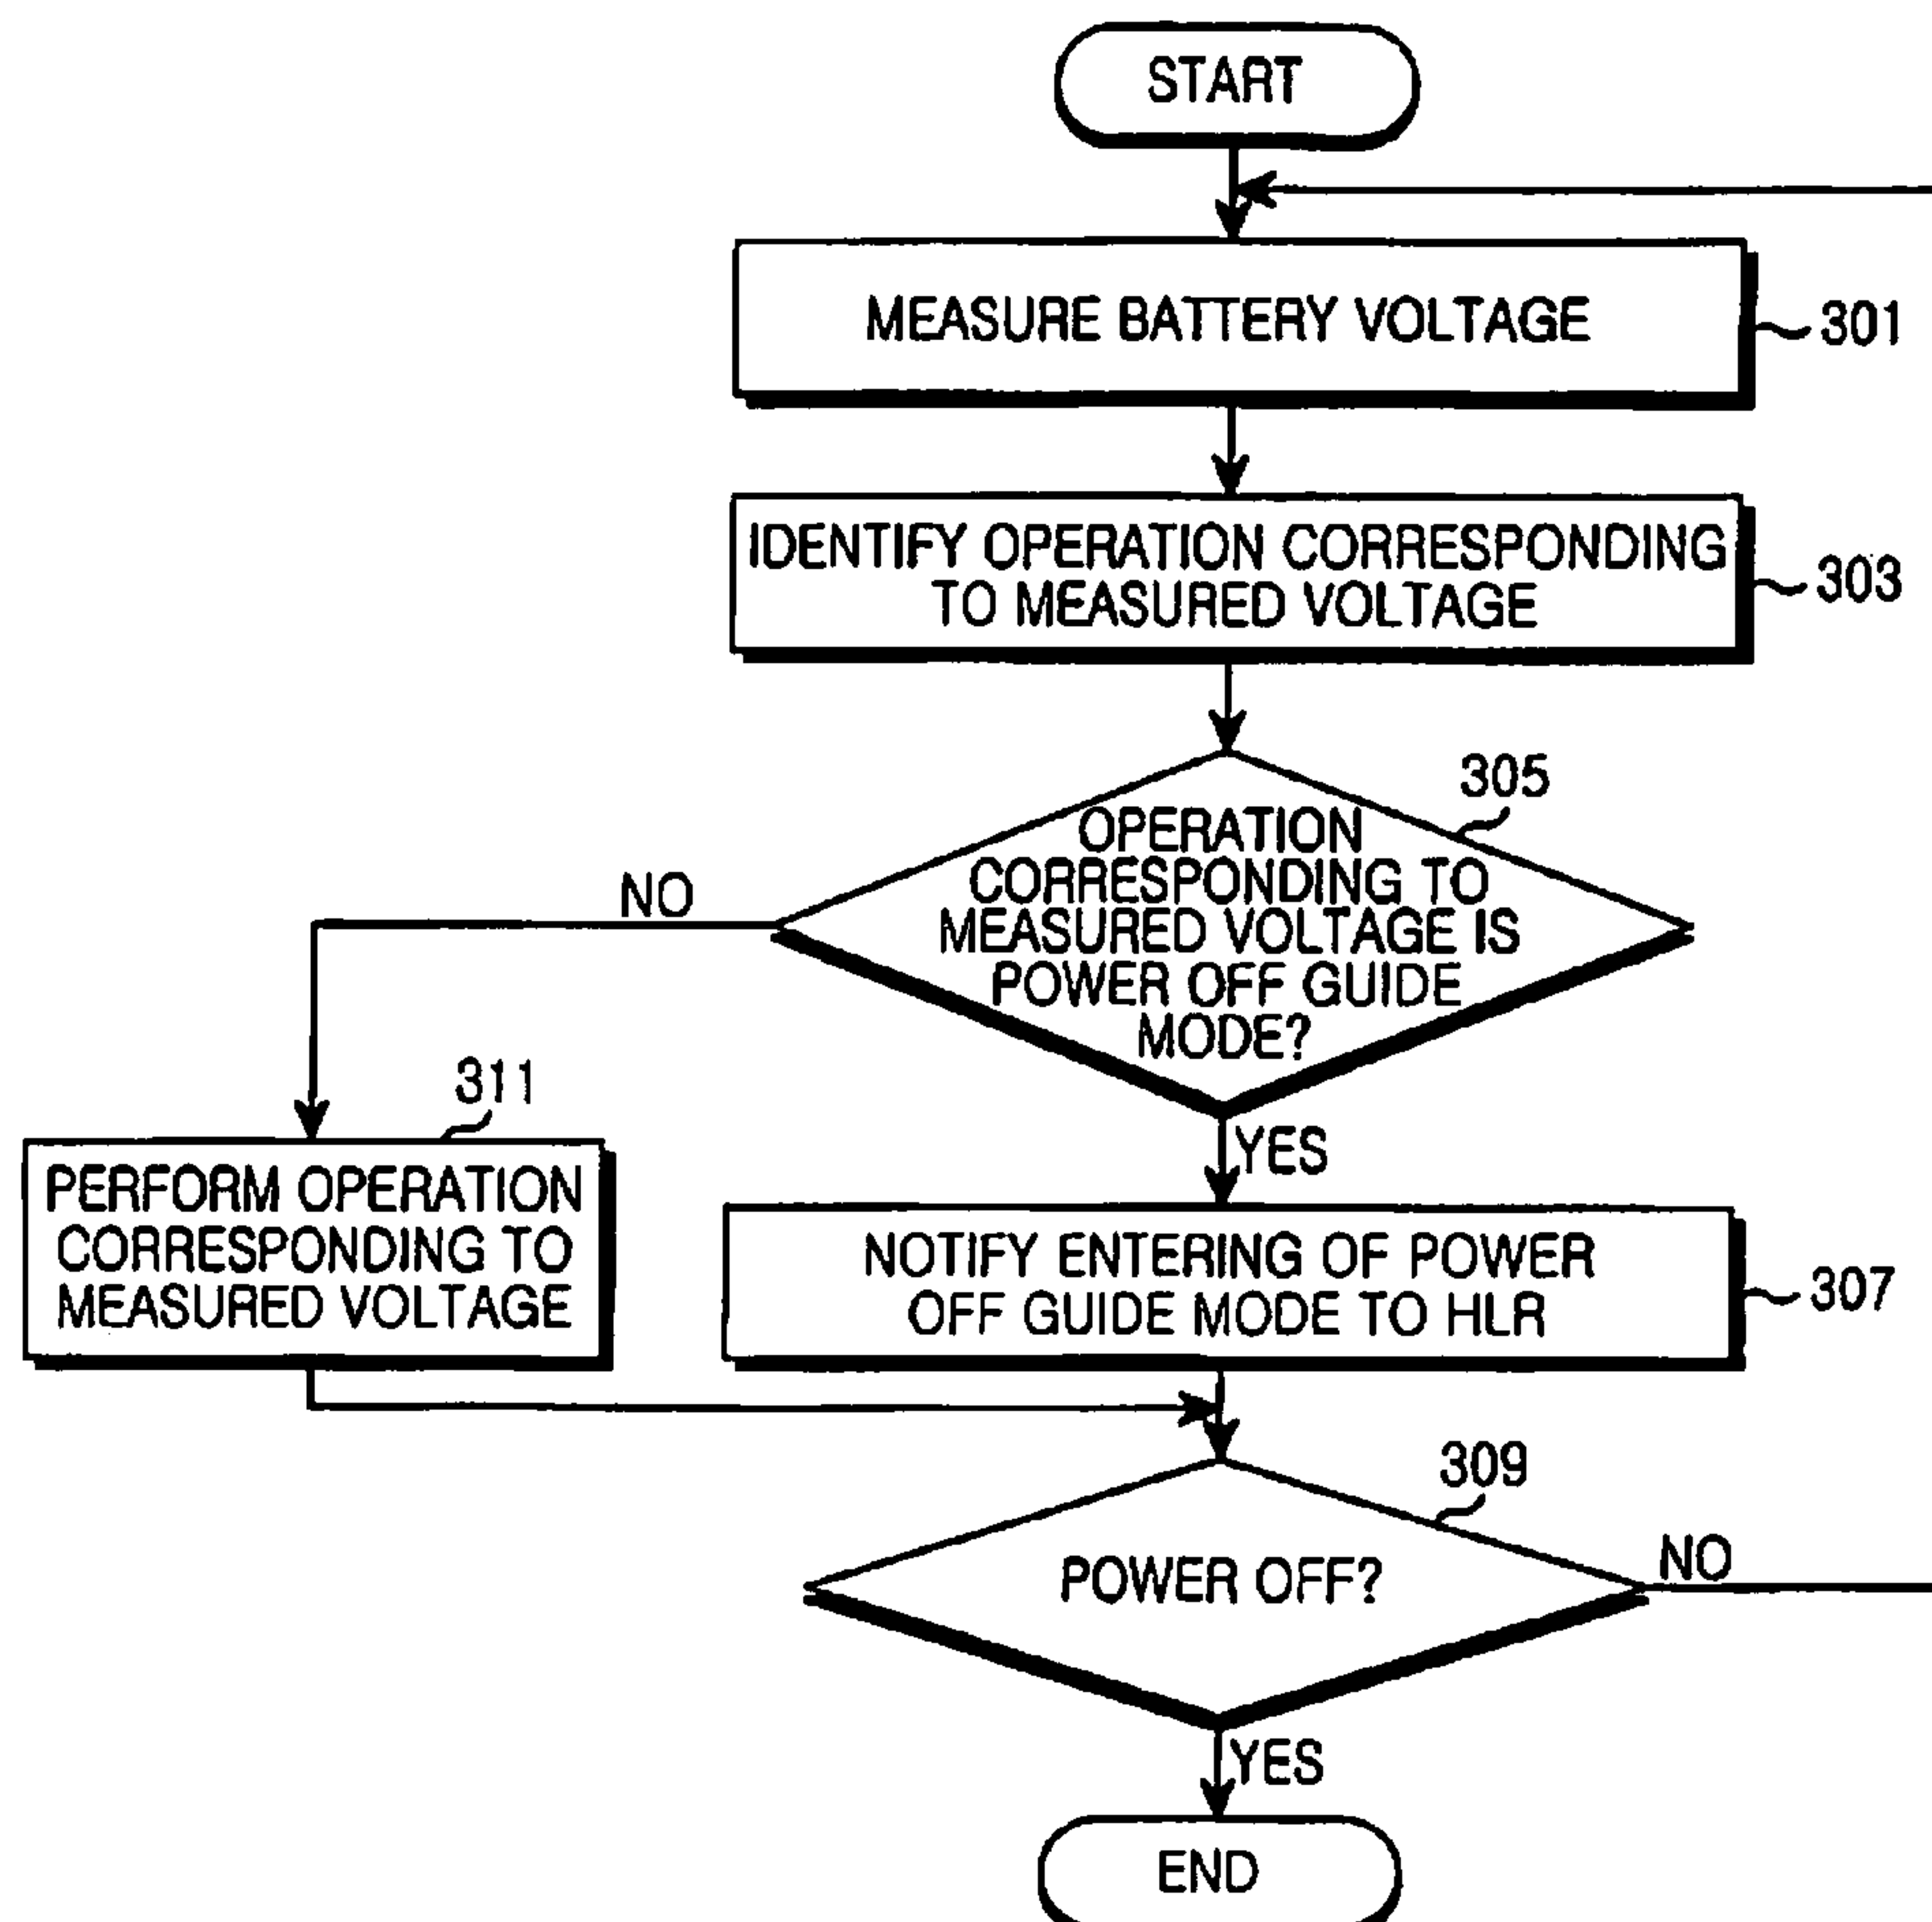 START
MEASURE BATTERY VOLTAGE
301
IDENTIFY OPERATION CORRESPONDING
TO MEASURED VOLTAGE
303
305
OPERATION
CORRESPONDING TO
MEASURED VOLTAGE IS
POWER OFF GUIDE
MODE?
NO
YES
311
PERFORM OPERATION
CORRESPONDING TO
MEASURED VOLTAGE
NOTIFY ENTERING OF POWER
OFF GUIDE MODE TO HLR
307
309
POWER OFF?
NO
YES
END